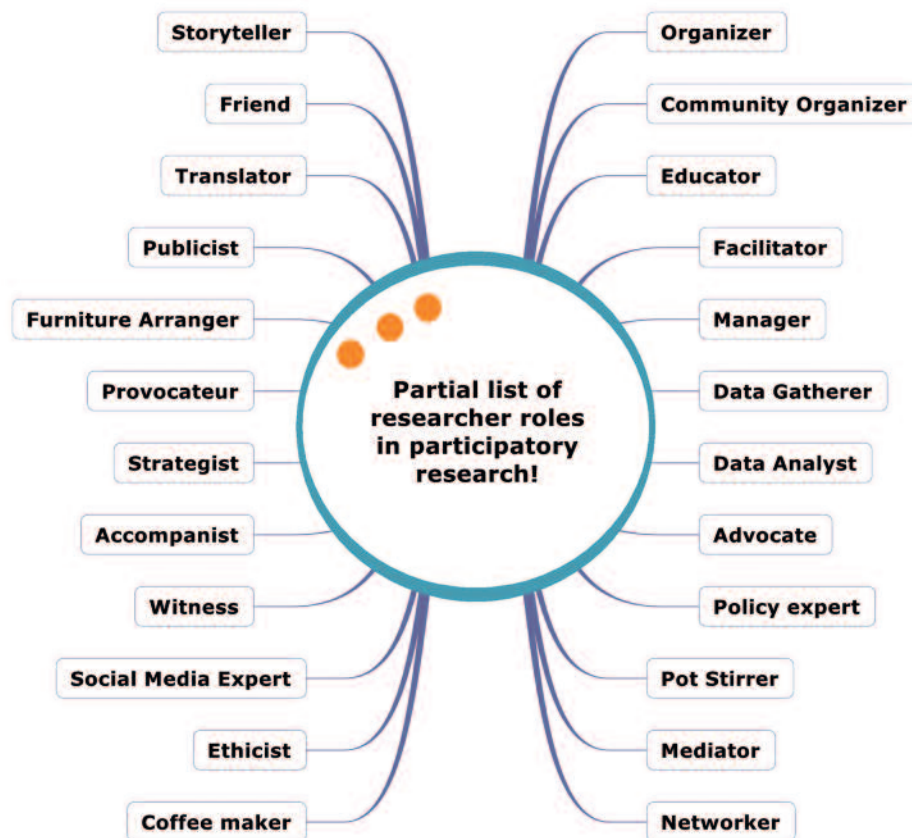 Storyteller
Friend
Translator
Publicist
Furniture Arranger
Provocateur
Strategist
Accompanist
Witness
Social Media Expert
Ethicist
Coffee maker
Partial list of
researcher roles
in participatory
research!
Organizer
Community Organizer
Educator
Facilitator
Manager
Data Gatherer
Data Analyst
Advocate
Policy expert
Pot Stirrer
Mediator
Networker